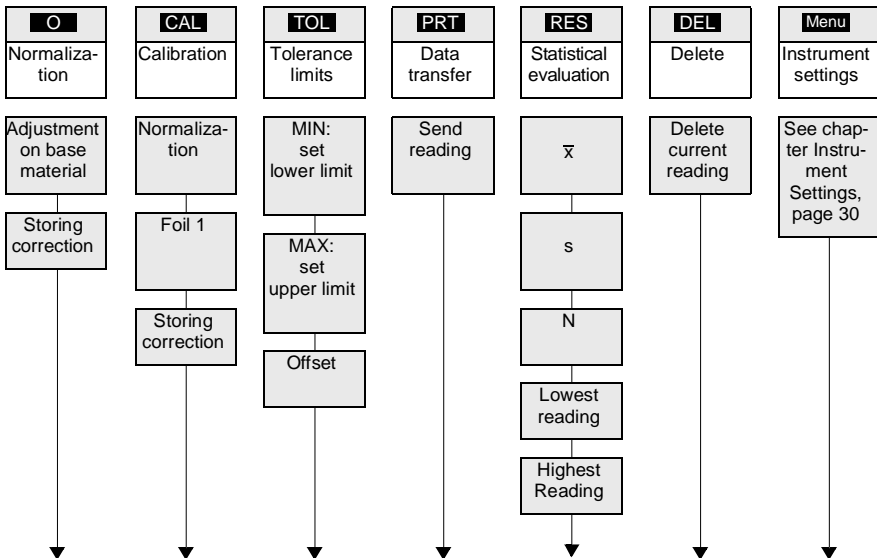 O
Normaliza-
tion
Adjustment
on base
material
Storing
correction
CAL
Calibration
Normaliza-
tion
Foil 1
Storing
correction
TOL
Tolerance
limits
MIN:
set
lower limit
MAX:
set
upper limit
Offset
PRT
Data
transfer
Send
reading
RES
Statistical
evaluation
x̅
s
N
Lowest
reading
Highest
Reading
DEL
Delete
Delete
current
reading
Menu
Instrument
settings
See chap-
ter Instru-
ment
Settings,
page 30